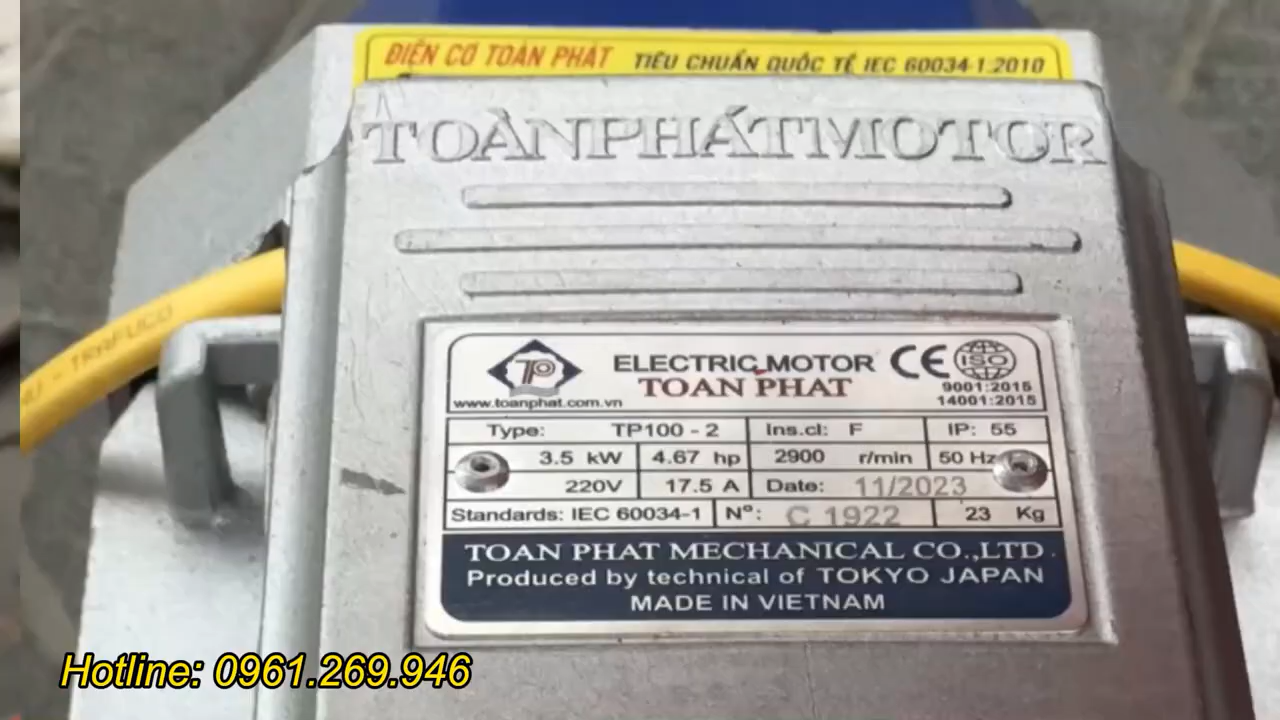 ĐIỆN CƠ TOÀN PHÁT TIÊU CHUẨN QUỐC TẾ IEC 60034-1:2010
TOÀNPHÁTMOTOR
TP ELECTRIC MOTOR CE ISO
TOAN PHAT 9001:2015
www.toanphat.com.vn 14001:2015
Type: TP100 - 2 Ins.cl: F IP: 55
3.5 kW 4.67 hp 2900 r/min 50 Hz
220V 17.5 A Date: 11/2023
Standards: IEC 60034-1 Nº: C 1922 23 Kg
TOAN PHAT MECHANICAL CO.,LTD.
Produced by technical of TOKYO JAPAN
MADE IN VIETNAM
Hotline: 0961.269.946